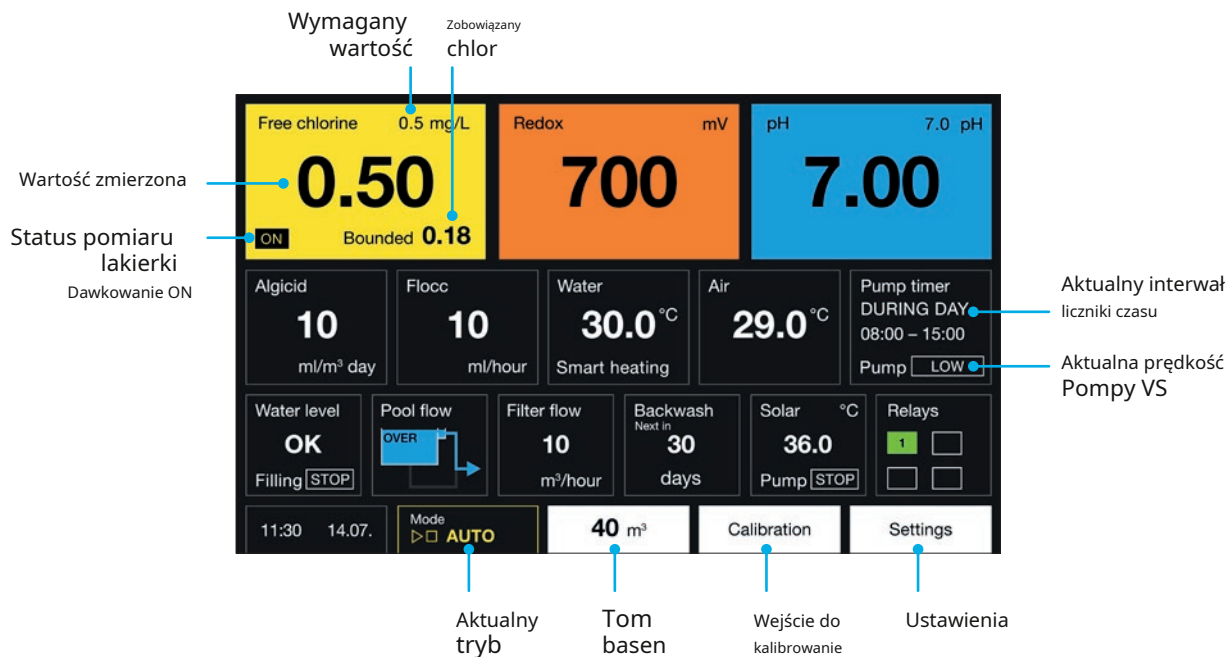 Wymagany
wartość
Zobowiązany
chlor
Free chlorine 0.5 mg/L
0.50
ON Bounded 0.18
Redox mV
700
pH 7.0 pH
7.00
Wartość zmierzona
Status pomiaru
lakierki
Dawkowanie ON
Algicid
10
ml/m³ day
Flocc
10
ml/hour
Water
30.0 °C
Smart heating
Air
29.0 °C
Pump timer
DURING DAY
08:00 – 15:00
Pump LOW
Aktualny interwał
liczniki czasu
Aktualna prędkość
Pompy VS
Water level
OK
Filling STOP
Pool flow
OVER
Filter flow
10
m³/hour
Backwash
Next in
30
days
Solar °C
36.0
Pump STOP
Relays
1
11:30 14.07.
Mode
AUTO
40 m³
Calibration
Settings
Aktualny
tryb
Tom
basen
Wejście do
kalibrowanie
Ustawienia